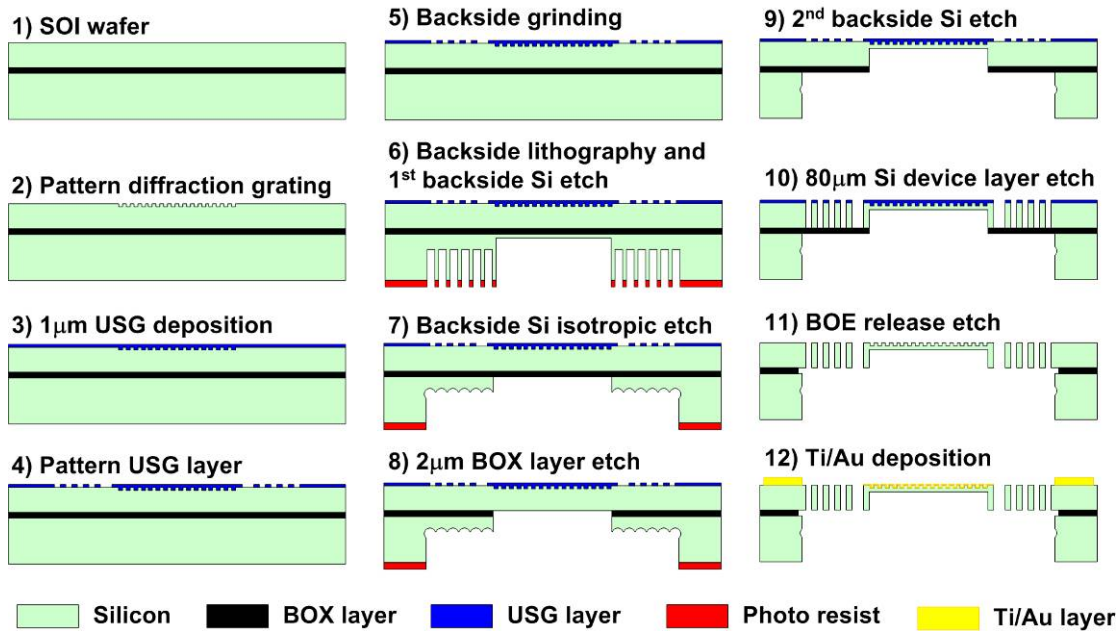 1) SOI wafer
2) Pattern diffraction grating
3) 1μm USG deposition
4) Pattern USG layer
5) Backside grinding
6) Backside lithography and
1st backside Si etch
7) Backside Si isotropic etch
8) 2μm BOX layer etch
9) 2nd backside Si etch
10) 80μm Si device layer etch
11) BOE release etch
12) Ti/Au deposition
Silicon
BOX layer
USG layer
Photo resist
Ti/Au layer